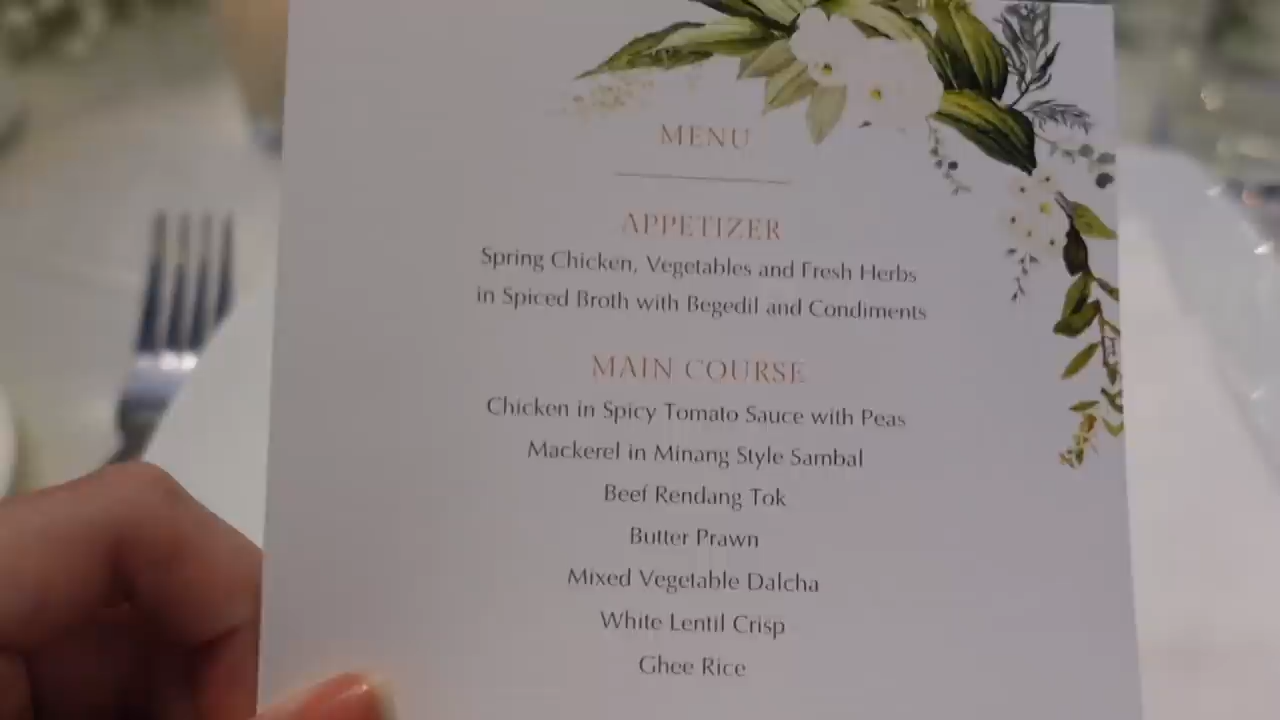 MENU
APPETIZER
Spring Chicken, Vegetables and Fresh Herbs
in Spiced Broth with Begedil and Condiments
MAIN COURSE
Chicken in Spicy Tomato Sauce with Peas
Mackerel in Minang Style Sambal
Beef Rendang Tok
Butter Prawn
Mixed Vegetable Dalcha
White Lentil Crisp
Ghee Rice